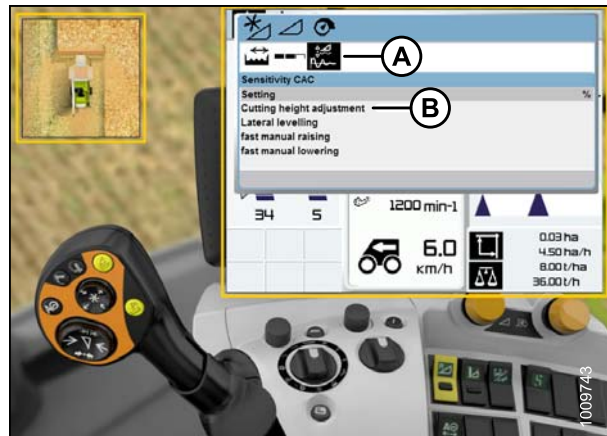 A
Sensitivity CAC
Setting %
Cutting height adjustment
B
Lateral levelling
fast manual raising
fast manual lowering
34
5
1200 min-1
6.0
km/h
0.03 ha
4.50 ha/h
8.00 t/ha
36.00 t/h
1009743